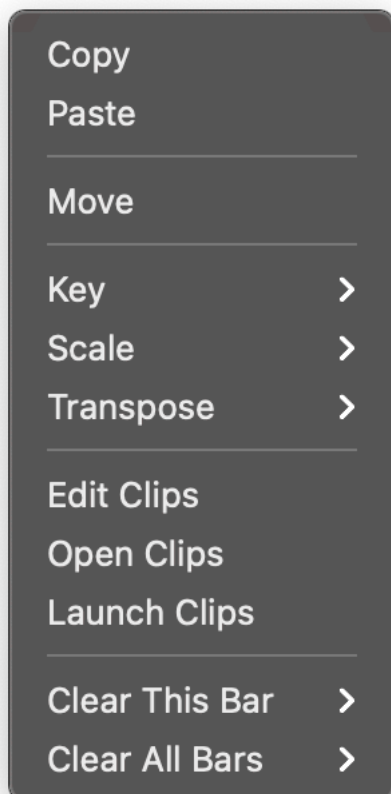 Copy
Paste
Move
Key
Scale
Transpose
Edit Clips
Open Clips
Launch Clips
Clear This Bar
Clear All Bars